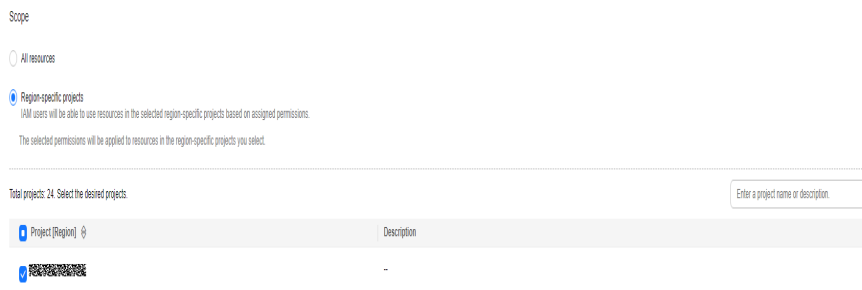 Scope
All resources
Region-specific projects
IAM users will be able to use resources in the selected region-specific projects based on assigned permissions.
The selected permissions will be applied to resources in the region-specific projects you select.
Total projects: 24. Select the desired projects.
Enter a project name or description.
Project [Region] Description
--